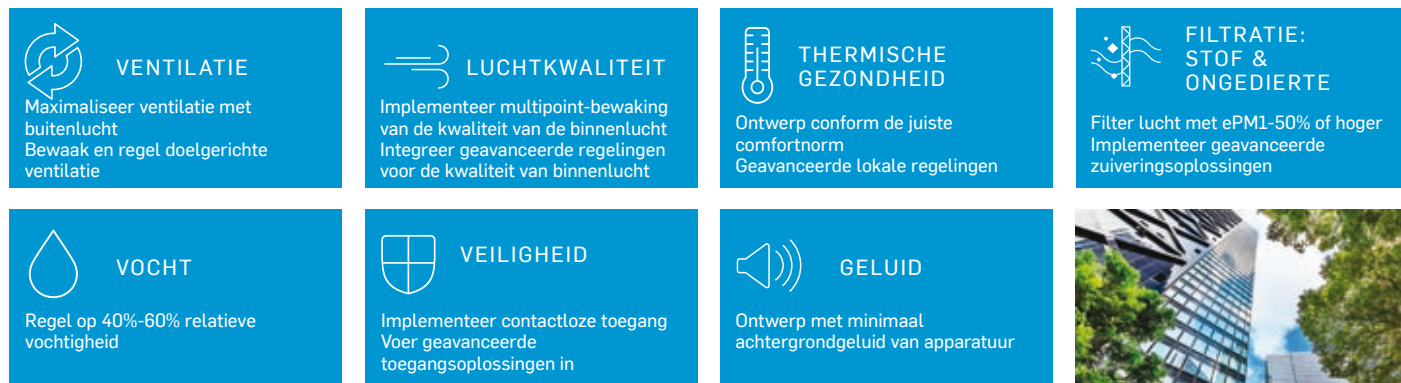 VENTILATIE
Maximaliseer ventilatie met
buitenlucht
Bewaak en regel doelgerichte
ventilatie
LUCHTKWALITEIT
Implementeer multipoint-bewaking
van de kwaliteit van de binnenlucht
Integreer geavanceerde regelingen
voor de kwaliteit van binnenlucht
THERMISCHE
GEZONDHEID
Ontwerp conform de juiste
comfortnorm
Geavanceerde lokale regelingen
FILTRATIE:
STOF &
ONGEDIERTE
Filter lucht met ePM1-50% of hoger
Implementeer geavanceerde
zuiveringsoplossingen
VOCHT
Regel op 40%-60% relatieve
vochtigheid
VEILIGHEID
Implementeer contactloze toegang
Voer geavanceerde
toegangsoplossingen in
GELUID
Ontwerp met minimaal
achtergrondgeluid van apparatuur